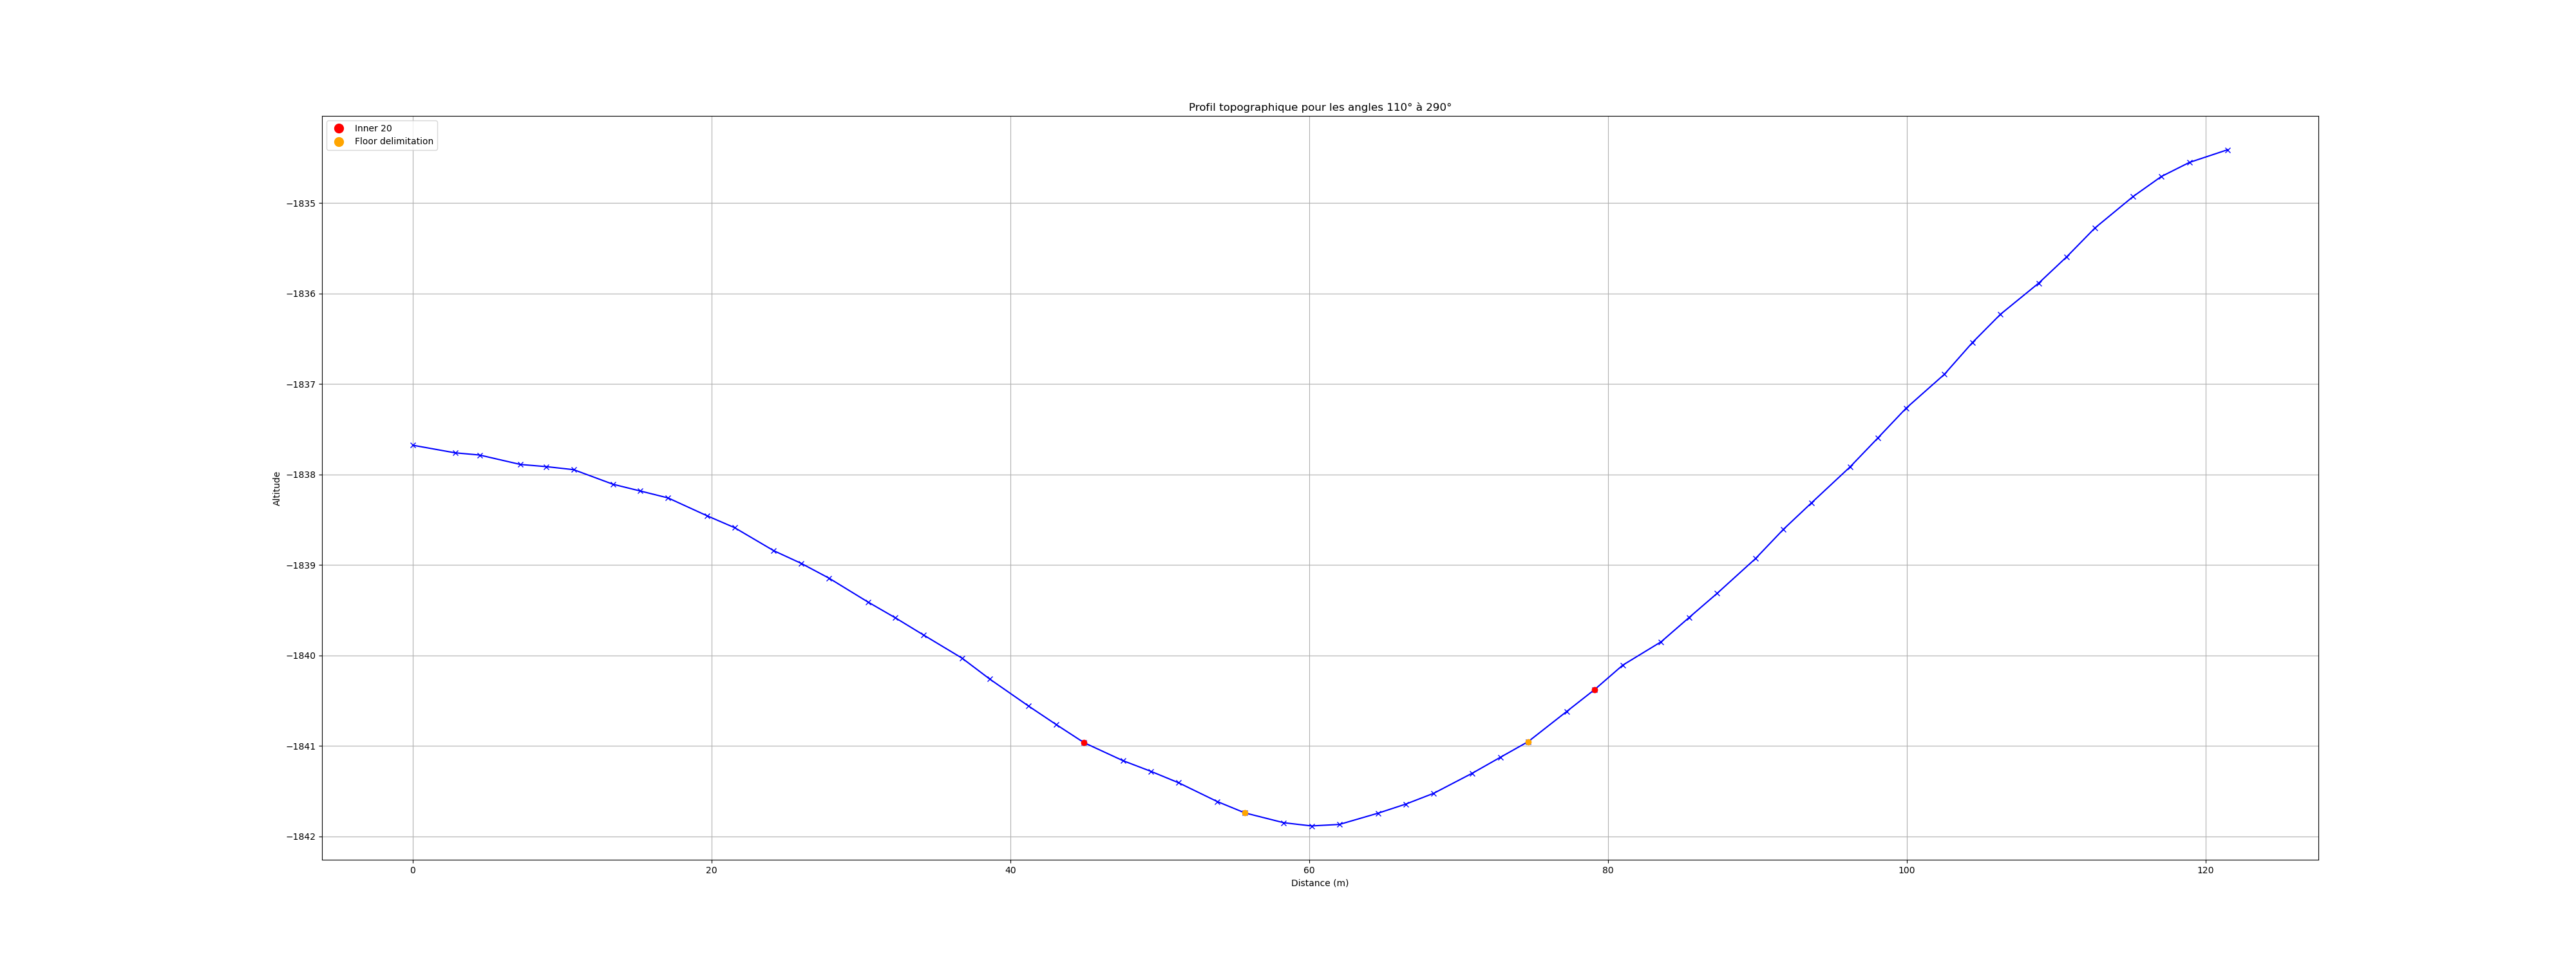 Profil topographique pour les angles 110° à 290°
Inner 20
Floor delimitation
−1835
−1836
−1837
−1838
−1839
−1840
−1841
−1842
Altitude
0 20 40 60 80 100 120
Distance (m)